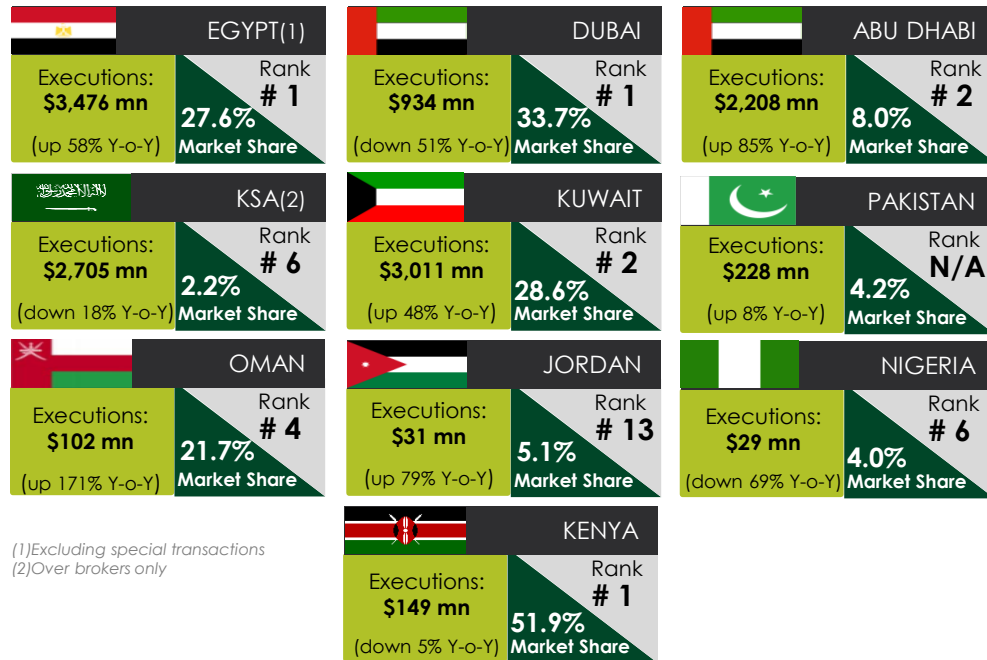 EGYPT(1)
Executions:
$3,476 mn
(up 58% Y-o-Y)
27.6%
Market Share
Rank
# 1
DUBAI
Executions:
$934 mn
(down 51% Y-o-Y)
33.7%
Market Share
Rank
# 1
ABU DHABI
Executions:
$2,208 mn
(up 85% Y-o-Y)
8.0%
Market Share
Rank
# 2
KSA(2)
Executions:
$2,705 mn
(down 18% Y-o-Y)
2.2%
Market Share
Rank
# 6
KUWAIT
Executions:
$3,011 mn
(up 48% Y-o-Y)
28.6%
Market Share
Rank
# 2
PAKISTAN
Executions:
$228 mn
(up 8% Y-o-Y)
4.2%
Market Share
Rank
N/A
OMAN
Executions:
$102 mn
(up 171% Y-o-Y)
21.7%
Market Share
Rank
# 4
JORDAN
Executions:
$31 mn
(up 79% Y-o-Y)
5.1%
Market Share
Rank
# 13
NIGERIA
Executions:
$29 mn
(down 69% Y-o-Y)
4.0%
Market Share
Rank
# 6
KENYA
Executions:
$149 mn
(down 5% Y-o-Y)
51.9%
Market Share
Rank
# 1
(1)Excluding special transactions
(2)Over brokers only